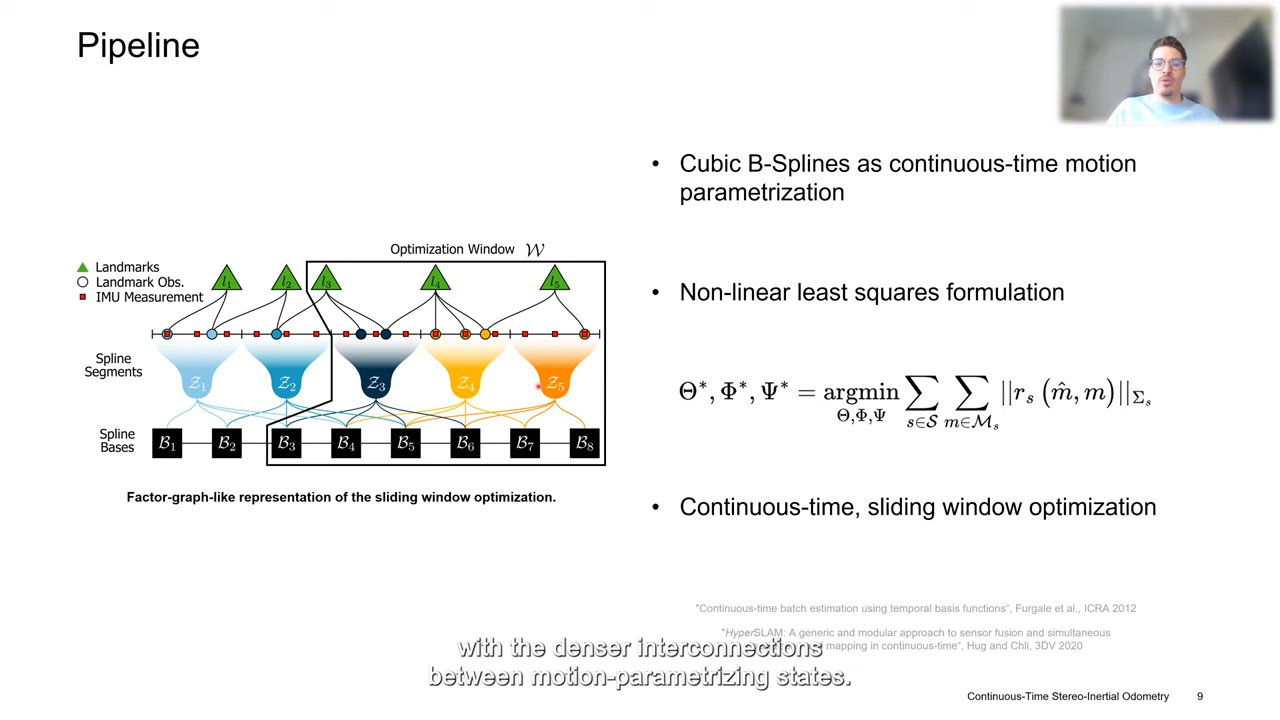 Pipeline
Cubic B-Splines as continuous-time motion
parametrization
Optimization Window 𝒲
Landmarks
Landmark Obs.
IMU Measurement
l₁ l₂ l₃ l₄ l₅
• Non-linear least squares formulation
Spline
Segments
𝒵₁ 𝒵₂ 𝒵₃ 𝒵₄ 𝒵₅
Θ*, Φ*, Ψ* = argmin_{Θ,Φ,Ψ} ∑_{s∈𝒮} ∑_{m∈ℳₛ} ||rₛ (m̂, m)||_{Σₛ}
Spline
Bases
ℬ₁ ℬ₂ ℬ₃ ℬ₄ ℬ₅ ℬ₆ ℬ₇ ℬ₈
Factor-graph-like representation of the sliding window optimization.
• Continuous-time, sliding window optimization
"Continuous-time batch estimation using temporal basis functions“, Furgale et al., ICRA 2012
"HyperSLAM: A generic and modular approach to sensor fusion and simultaneous
mapping in continuous-time“, Hug and Chli, 3DV 2020
with the denser interconnections
between motion-parametrizing states.
Continuous-Time Stereo-Inertial Odometry 9